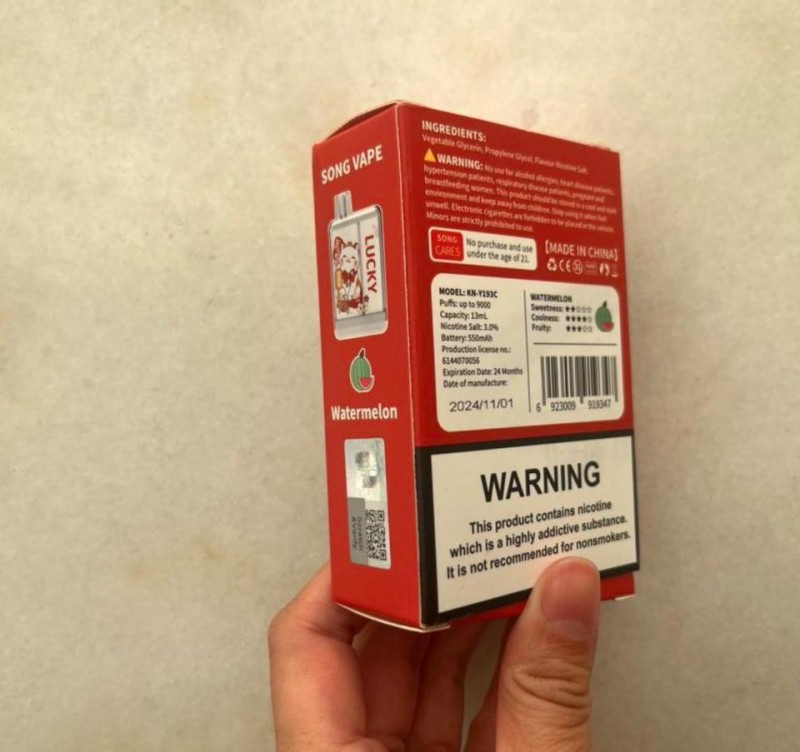 SONG VAPE
LUCKY
Watermelon
Scratch
&Verify
INGREDIENTS:
Vegetable Glycerin, Propylene Glycol, Flavour Nicotine Salt.
WARNING: No use for alcohol allergies, heart disease patients,
hypertension patients, respiratory disease patients, pregnant and
breastfeeding women. This product should be stored in a cool and dark
environment and keep away from children. Stop using it when feel
unwell. Electronic cigarettes are forbidden to be placed in the vehicle.
Minors are strictly prohibited to use.
SONG
CARES
No purchase and use
under the age of 21.
【MADE IN CHINA】
CE
MODEL: KN-Y193C
Puffs: up to 9000
Capacity: 13mL
Nicotine Salt: 3.0%
Battery: 550mAh
Production license no.:
6144070056
Expiration Date: 24 Months
Date of manufacture:
2024/11/01
WATERMELON
Sweetness: ★★☆☆☆
Coolness: ★★★★☆
Fruity: ★★★☆☆
6 923009 919347
WARNING
This product contains nicotine
which is a highly addictive substance.
It is not recommended for nonsmokers.